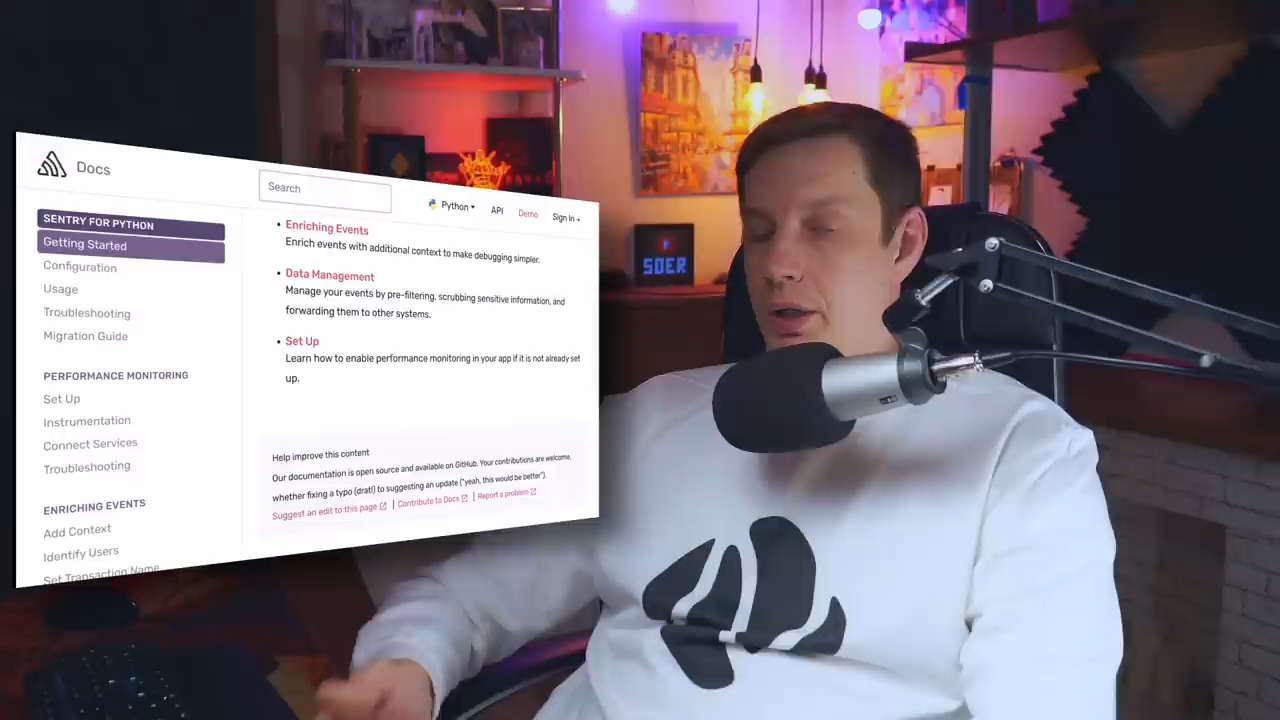 Docs
Search
Python
API
Demo
Sign In
SENTRY FOR PYTHON
Getting Started
Configuration
Usage
Troubleshooting
Migration Guide
PERFORMANCE MONITORING
Set Up
Instrumentation
Connect Services
Troubleshooting
ENRICHING EVENTS
Add Context
Identify Users
Set Transaction Name
• Enriching Events
Enrich events with additional context to make debugging simpler.
• Data Management
Manage your events by pre-filtering, scrubbing sensitive information, and
forwarding them to other systems.
• Set Up
Learn how to enable performance monitoring in your app if it is not already set
up.
Help improve this content
Our documentation is open source and available on GitHub. Your contributions are welcome,
whether fixing a typo (drat!) to suggesting an update ("yeah, this would be better").
Suggest an edit to this page | Contribute to Docs | Report a problem
SOER